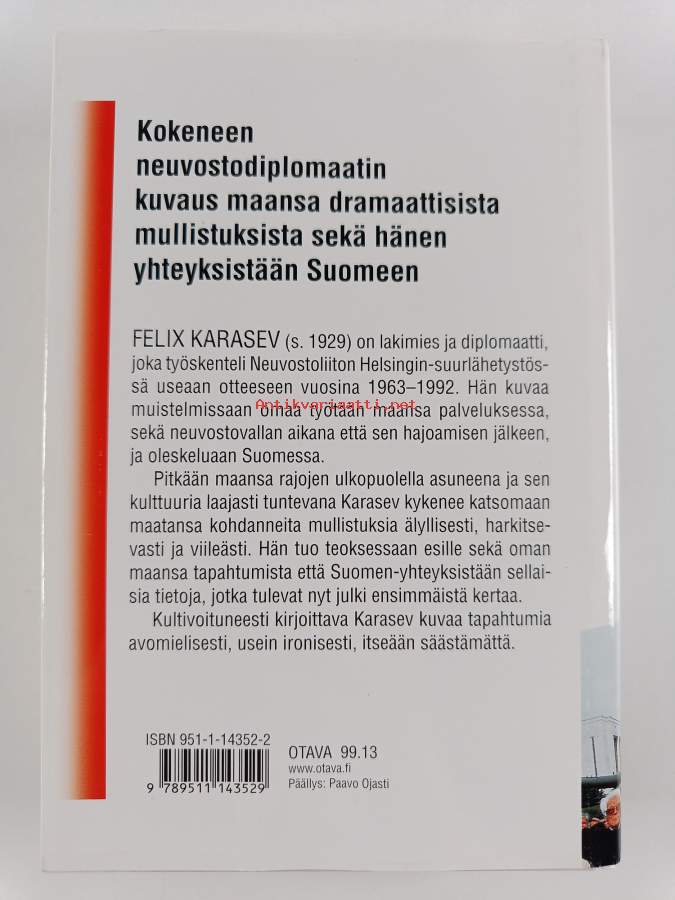 Kokeneen
neuvostodiplomaatin
kuvaus maansa dramaattisista
mullistuksista sekä hänen
yhteyksistään Suomeen
FELIX KARASEV (s. 1929) on lakimies ja diplomaatti,
joka työskenteli Neuvostoliiton Helsingin-suurlähetystös-
sä useaan otteeseen vuosina 1963–1992. Hän kuvaa
Antikvariaatti.net
muistelmissaan omaa työtään maansa palveluksessa,
sekä neuvostovallan aikana että sen hajoamisen jälkeen,
ja oleskeluaan Suomessa.
Pitkään maansa rajojen ulkopuolella asuneena ja sen
kulttuuria laajasti tuntevana Karasev kykenee katsomaan
maatansa kohdanneita mullistuksia älyllisesti, harkitse-
vasti ja viileästi. Hän tuo teoksessaan esille sekä oman
maansa tapahtumista että Suomen-yhteyksistään sellai-
sia tietoja, jotka tulevat nyt julki ensimmäistä kertaa.
Kultivoituneesti kirjoittava Karasev kuvaa tapahtumia
avomielisesti, usein ironisesti, itseään säästämättä.
ISBN 951-1-14352-2
9 789511 143529
OTAVA 99.13
www.otava.fi
Päällys: Paavo Ojasti